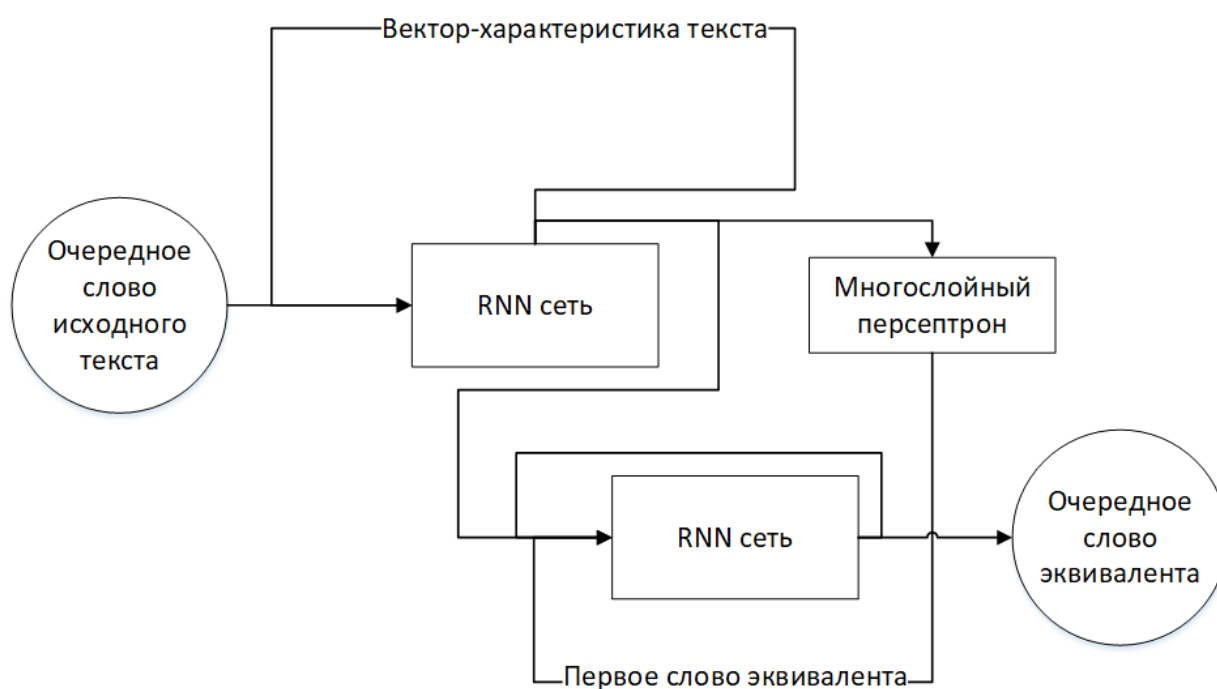 Вектор-характеристика текста
Очередное
слово
исходного
текста
RNN сеть
Многослойный
персептрон
RNN сеть
Очередное
слово
эквивалента
Первое слово эквивалента